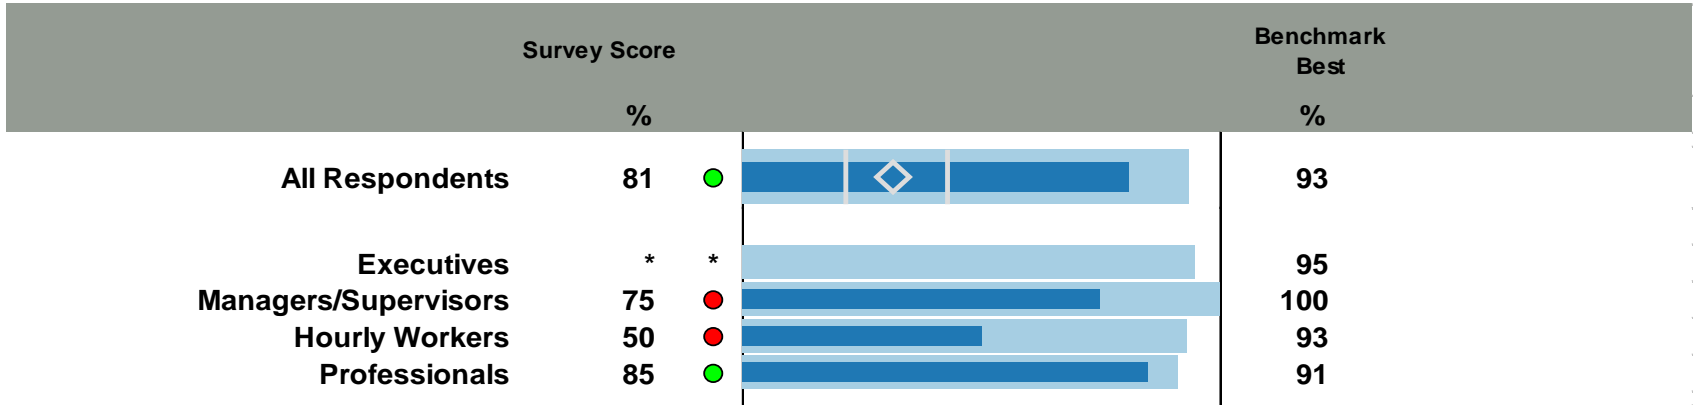 Survey Score
Benchmark
Best
% %
All Respondents 81 93
Executives * * 95
Managers/Supervisors 75 100
Hourly Workers 50 93
Professionals 85 91